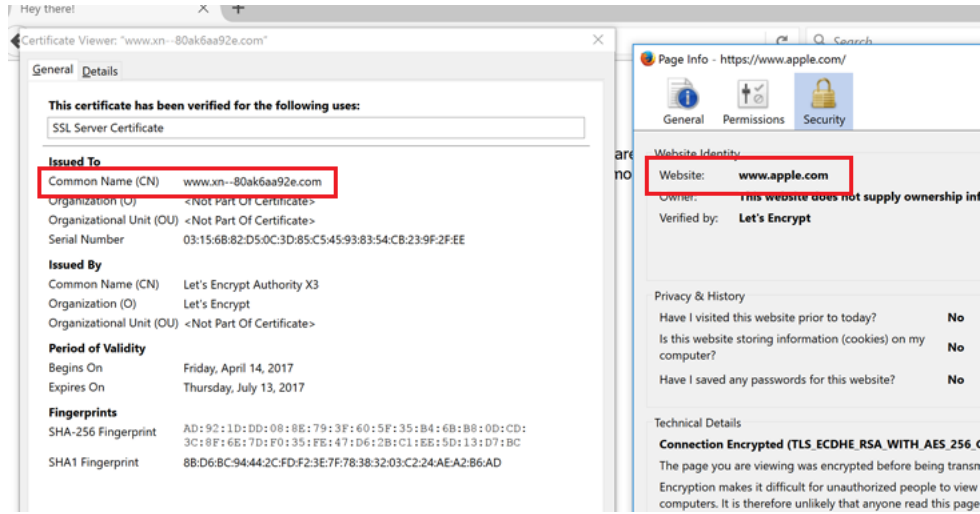 Hey there!
Certificate Viewer: "www.xn--80ak6aa92e.com"
General Details
This certificate has been verified for the following uses:
SSL Server Certificate
Issued To
Common Name (CN) www.xn--80ak6aa92e.com
Organization (O) <Not Part Of Certificate>
Organizational Unit (OU) <Not Part Of Certificate>
Serial Number 03:15:6B:82:D5:0C:3D:85:C5:45:93:83:54:CB:23:9F:2F:EE
Issued By
Common Name (CN) Let's Encrypt Authority X3
Organization (O) Let's Encrypt
Organizational Unit (OU) <Not Part Of Certificate>
Period of Validity
Begins On Friday, April 14, 2017
Expires On Thursday, July 13, 2017
Fingerprints
SHA-256 Fingerprint AD:92:1D:DD:08:8E:79:3F:60:5F:35:B4:6B:B8:0D:CD:
3C:8F:6E:7D:F0:35:FE:47:D6:2B:C1:EE:5D:13:D7:BC
SHA1 Fingerprint 8B:D6:BC:94:44:2C:FD:F2:3E:7F:78:38:32:03:C2:24:AE:A2:B6:AD
Search
are
mo
Page Info - https://www.apple.com/
General Permissions Security
Website Identity
Website: www.apple.com
Owner: This website does not supply ownership inf
Verified by: Let's Encrypt
Privacy & History
Have I visited this website prior to today? No
Is this website storing information (cookies) on my No
computer?
Have I saved any passwords for this website? No
Technical Details
Connection Encrypted (TLS_ECDHE_RSA_WITH_AES_256_
The page you are viewing was encrypted before being transm
Encryption makes it difficult for unauthorized people to view
computers. It is therefore unlikely that anyone read this page